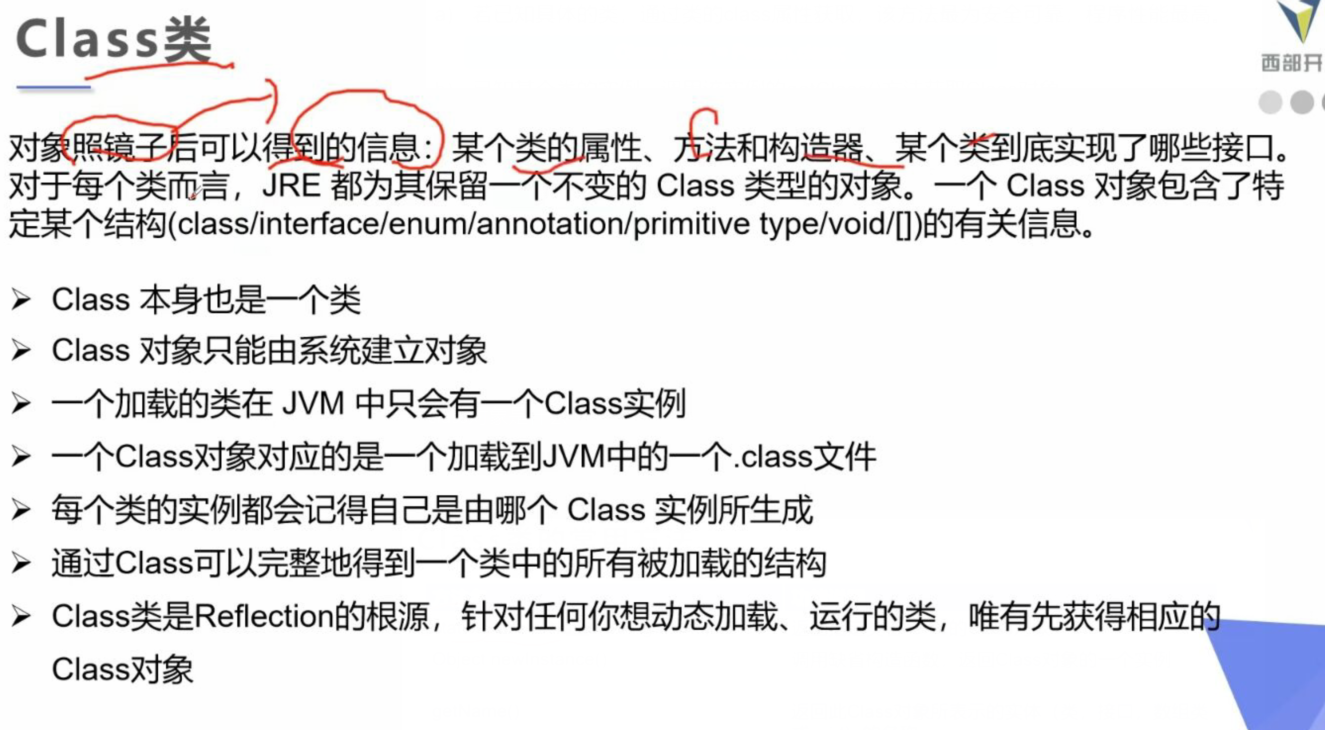 Class类
西部开
对象照镜子后可以得到的信息：某个类的属性、方法和构造器、某个类到底实现了哪些接口。
对于每个类而言，JRE 都为其保留一个不变的 Class 类型的对象。一个 Class 对象包含了特
定某个结构(class/interface/enum/annotation/primitive type/void/[])的有关信息。
➢ Class 本身也是一个类
➢ Class 对象只能由系统建立对象
➢ 一个加载的类在 JVM 中只会有一个Class实例
➢ 一个Class对象对应的是一个加载到JVM中的一个.class文件
➢ 每个类的实例都会记得自己是由哪个 Class 实例所生成
➢ 通过Class可以完整地得到一个类中的所有被加载的结构
➢ Class类是Reflection的根源，针对任何你想动态加载、运行的类，唯有先获得相应的
Class对象